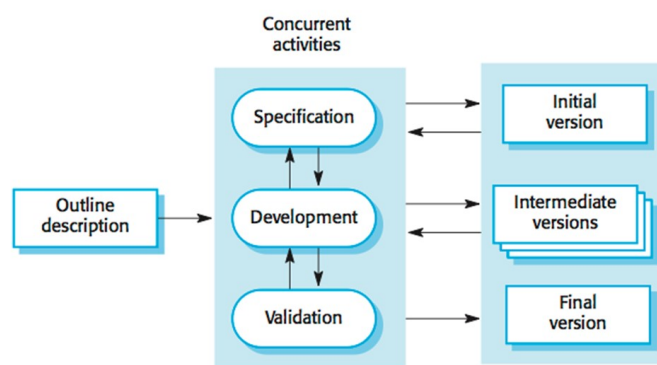 Concurrent
activities
Specification
Initial
version
Outline
description
Development
Intermediate
versions
Validation
Final
version